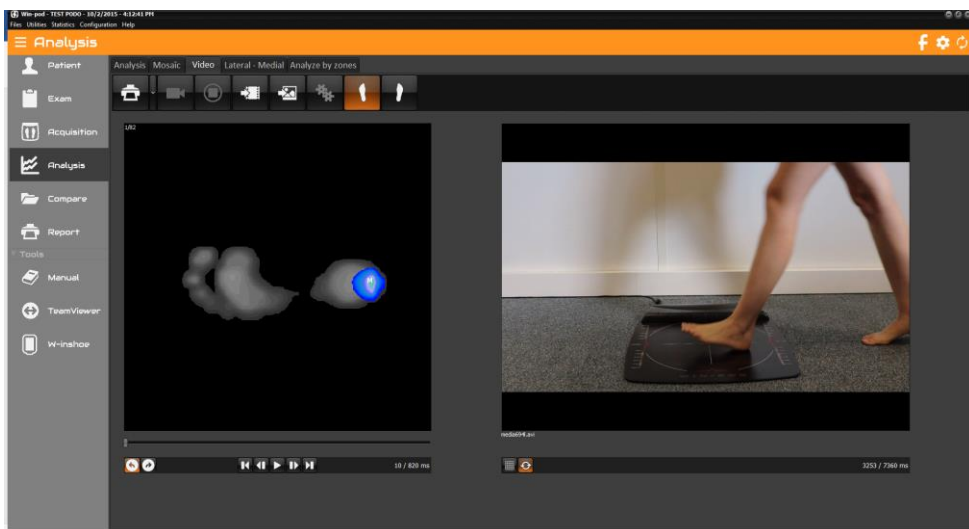 Win-pod - TEST PODO - 10/2/2015 - 4:12:41 PM
Files Utilities Statistics Configuration Help
Analysis
Patient
Analysis Mosaic Video Lateral - Medial Analyze by zones
Exam
1/82
Acquisition
Analysis
Compare
Report
Tools
Manual
TeamViewer
W-inshoe
10 / 820 ms
3253 / 7360 ms